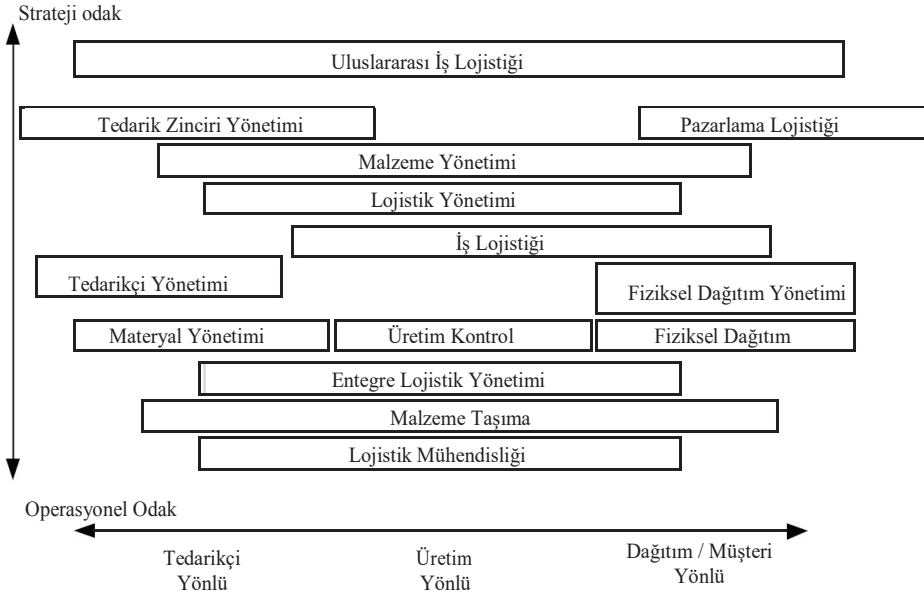 Strateji odak
Uluslararası İş Lojistiği
Tedarik Zinciri Yönetimi
Pazarlama Lojistiği
Malzeme Yönetimi
Lojistik Yönetimi
İş Lojistiği
Tedarikçi Yönetimi
Fiziksel Dağıtım Yönetimi
Materyal Yönetimi
Üretim Kontrol
Fiziksel Dağıtım
Entegre Lojistik Yönetimi
Malzeme Taşıma
Lojistik Mühendisliği
Operasyonel Odak
Tedarikçi
Yönlü
Üretim
Yönlü
Dağıtım / Müşteri
Yönlü